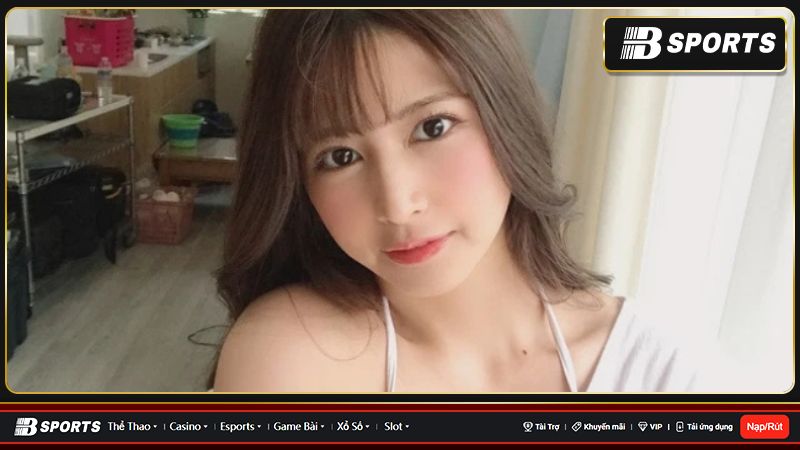 B SPORTS
B SPORTS Thể Thao Casino Esports Game Bài Xổ Số Slot Tài Trợ Khuyến mãi VIP Tải ứng dụng Nạp/Rút